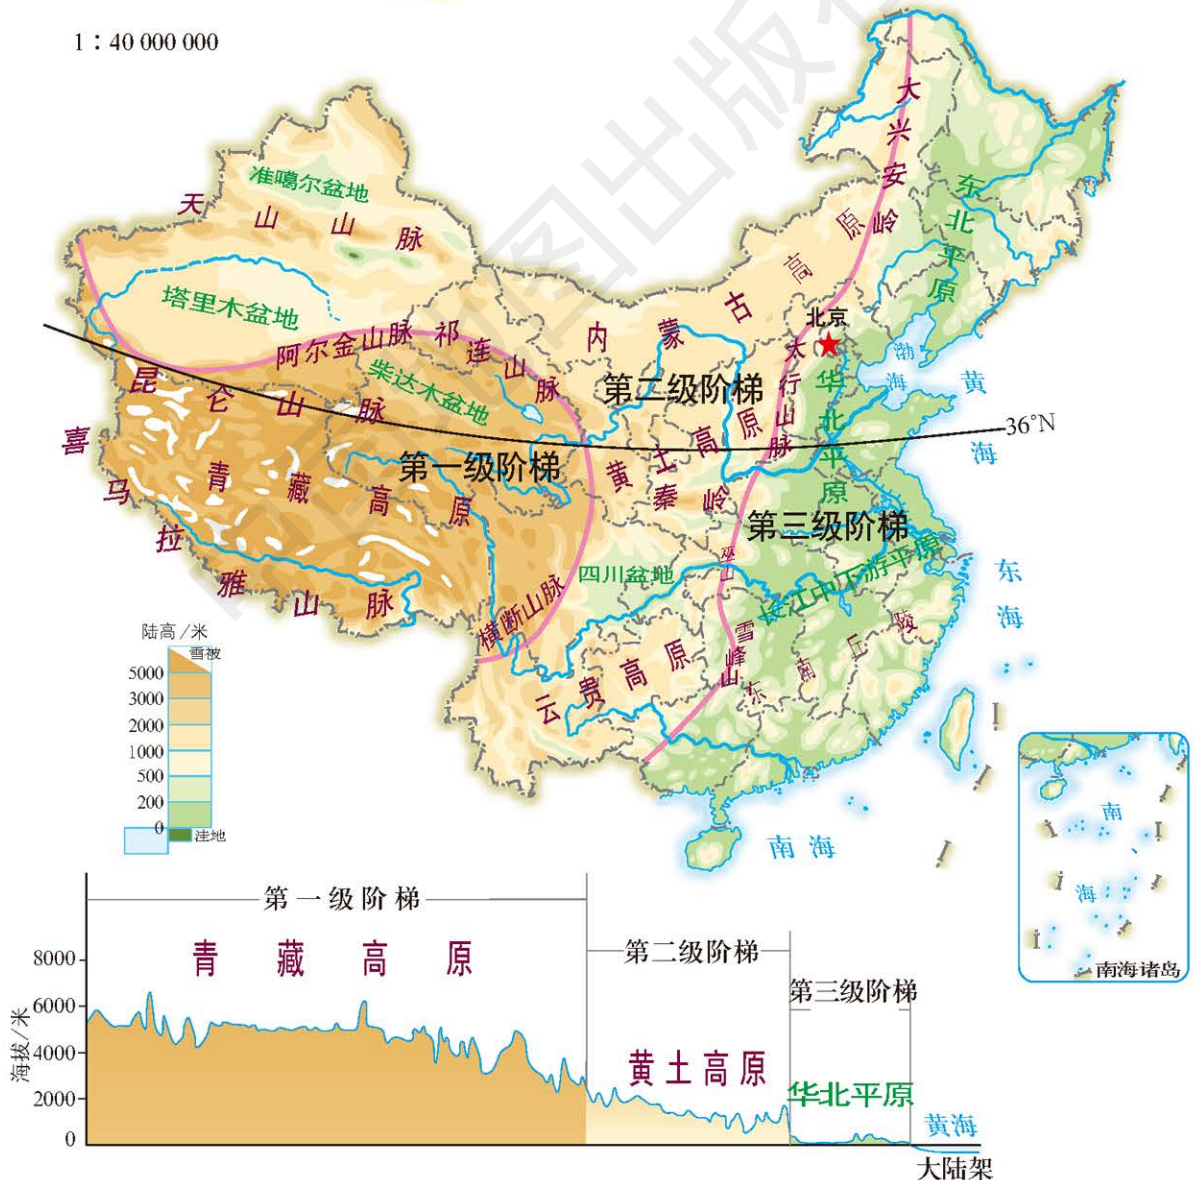 1：40 000 000
准噶尔盆地
天山山脉
塔里木盆地
阿尔金山脉
祁连山脉
柴达木盆地
昆仑山脉
喜马拉雅山脉
青藏高原
第一级阶梯
横断山脉
内蒙古高原
大兴安岭
东北平原
北京
太行山脉
渤海
华北平原
黄海
第二级阶梯
36°N
黄土高原
秦岭
第三级阶梯
巫山
四川盆地
长江中下游平原
东海
云贵高原
雪峰山
东南丘陵
南海
陆高/米
雪被
5000
3000
2000
1000
500
200
0
洼地
南海
南海诸岛
第一级阶梯
青藏高原
第二级阶梯
第三级阶梯
黄土高原
华北平原
黄海
大陆架
海拔/米
8000
6000
4000
2000
0